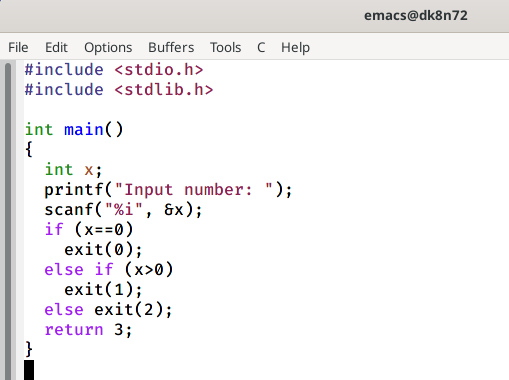 emacs@dk8n72
File Edit Options Buffers Tools C Help
#include <stdio.h>
#include <stdlib.h>

int main()
{
  int x;
  printf("Input number: ");
  scanf("%i", &x);
  if (x==0)
    exit(0);
  else if (x>0)
    exit(1);
  else exit(2);
  return 3;
}